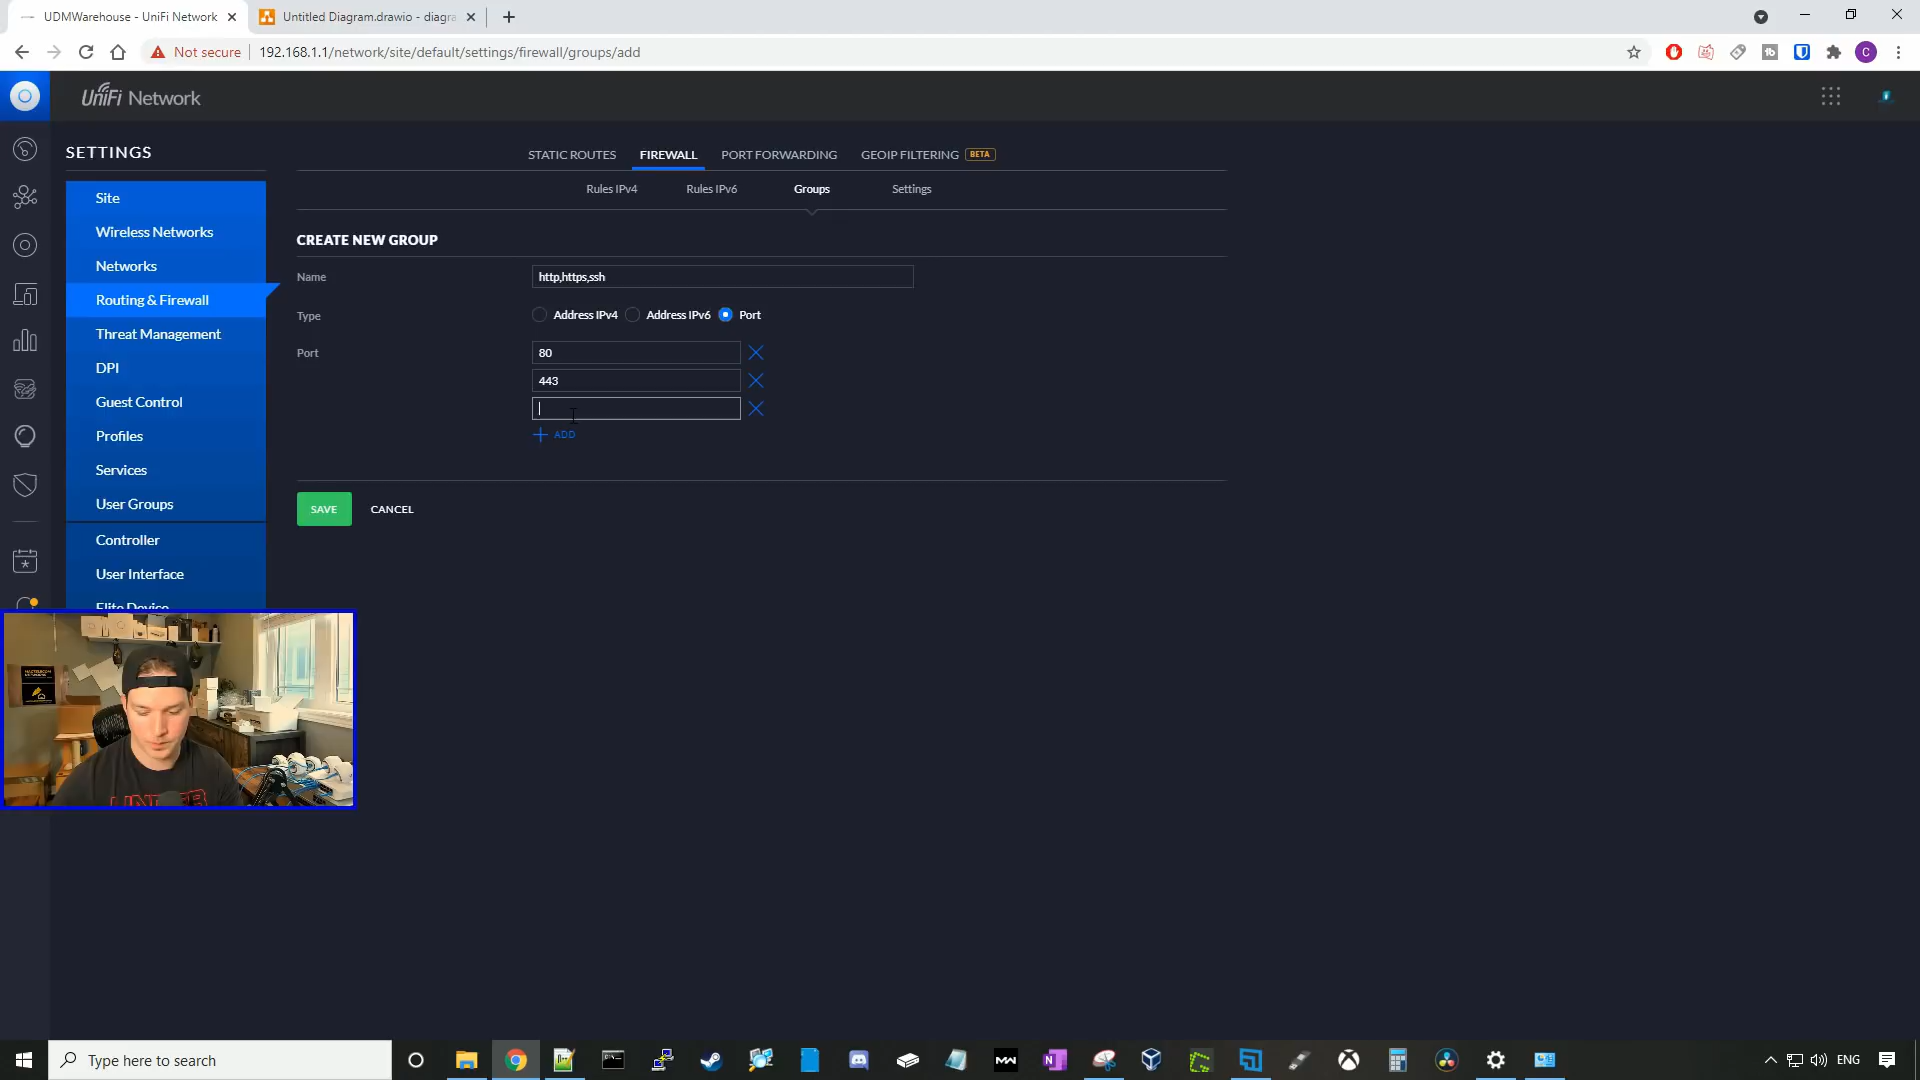 UDMWarehouse - UniFi Network
Untitled Diagram.drawio - diagra
Not secure
192.168.1.1/network/site/default/settings/firewall/groups/add
C
UniFi Network
SETTINGS
Site
Wireless Networks
Networks
Routing & Firewall
Threat Management
DPI
Guest Control
Profiles
Services
User Groups
Controller
User Interface
Elite Device
STATIC ROUTES FIREWALL PORT FORWARDING GEOIP FILTERING BETA
Rules IPv4 Rules IPv6 Groups Settings
CREATE NEW GROUP
Name http,https,ssh
Type Address IPv4 Address IPv6 Port
Port 80
443
ADD
SAVE CANCEL
Type here to search
ENG